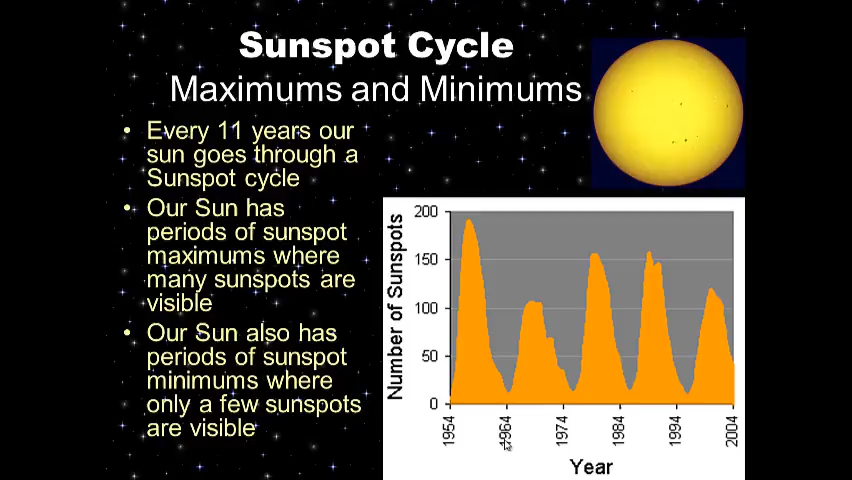 Sunspot Cycle
Maximums and Minimums
• Every 11 years our
sun goes through a
Sunspot cycle
• Our Sun has
periods of sunspot
maximums where
many sunspots are
visible
• Our Sun also has
periods of sunspot
minimums where
only a few sunspots
are visible
Number of Sunspots
200
150
100
50
0
1954
1964
1974
1984
1994
2004
Year